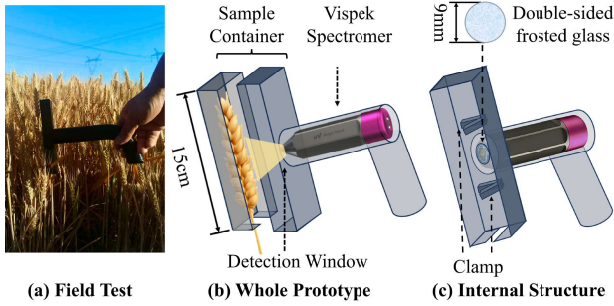 Sample
Container
Vispek
Spectromer
9mm
Double-sided
frosted glass
15cm
Detection Window
Clamp
(a) Field Test
(b) Whole Prototype
(c) Internal Structure